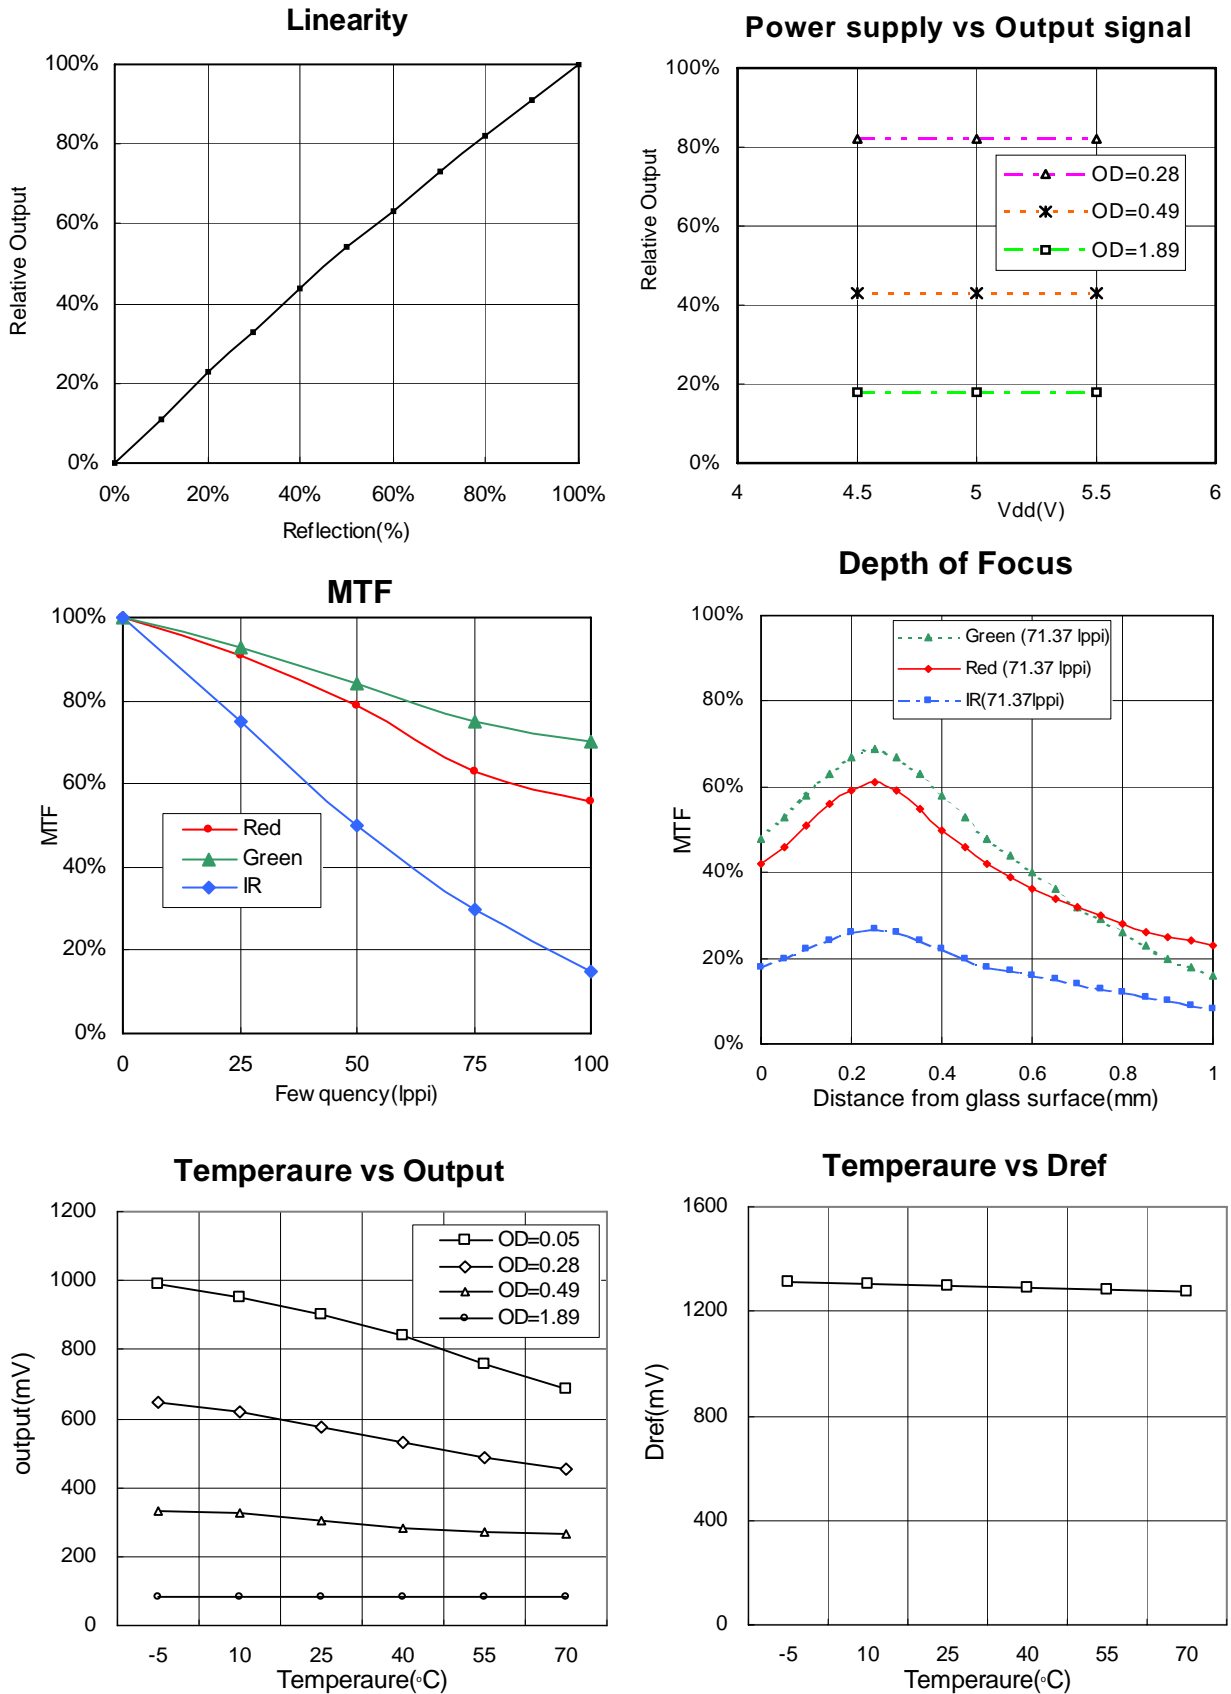 Linearity
100%
80%
60%
40%
20%
0%
Relative Output
0% 20% 40% 60% 80% 100%
Reflection(%)
Power supply vs Output signal
100%
80%
60%
40%
20%
0%
Relative Output
OD=0.28
OD=0.49
OD=1.89
4 4.5 5 5.5 6
Vdd(V)
MTF
100%
80%
60%
40%
20%
0%
MTF
Red
Green
IR
0 25 50 75 100
Few quency(lppi)
Depth of Focus
100%
80%
60%
40%
20%
0%
MTF
Green (71.37 lppi)
Red (71.37 lppi)
IR(71.37lppi)
0 0.2 0.4 0.6 0.8 1
Distance from glass surface(mm)
Temperaure vs Output
1200
1000
800
600
400
200
0
output(mV)
OD=0.05
OD=0.28
OD=0.49
OD=1.89
-5 10 25 40 55 70
Temperaure(°C)
Temperaure vs Dref
1600
1200
800
400
0
Dref(mV)
-5 10 25 40 55 70
Temperaure(°C)